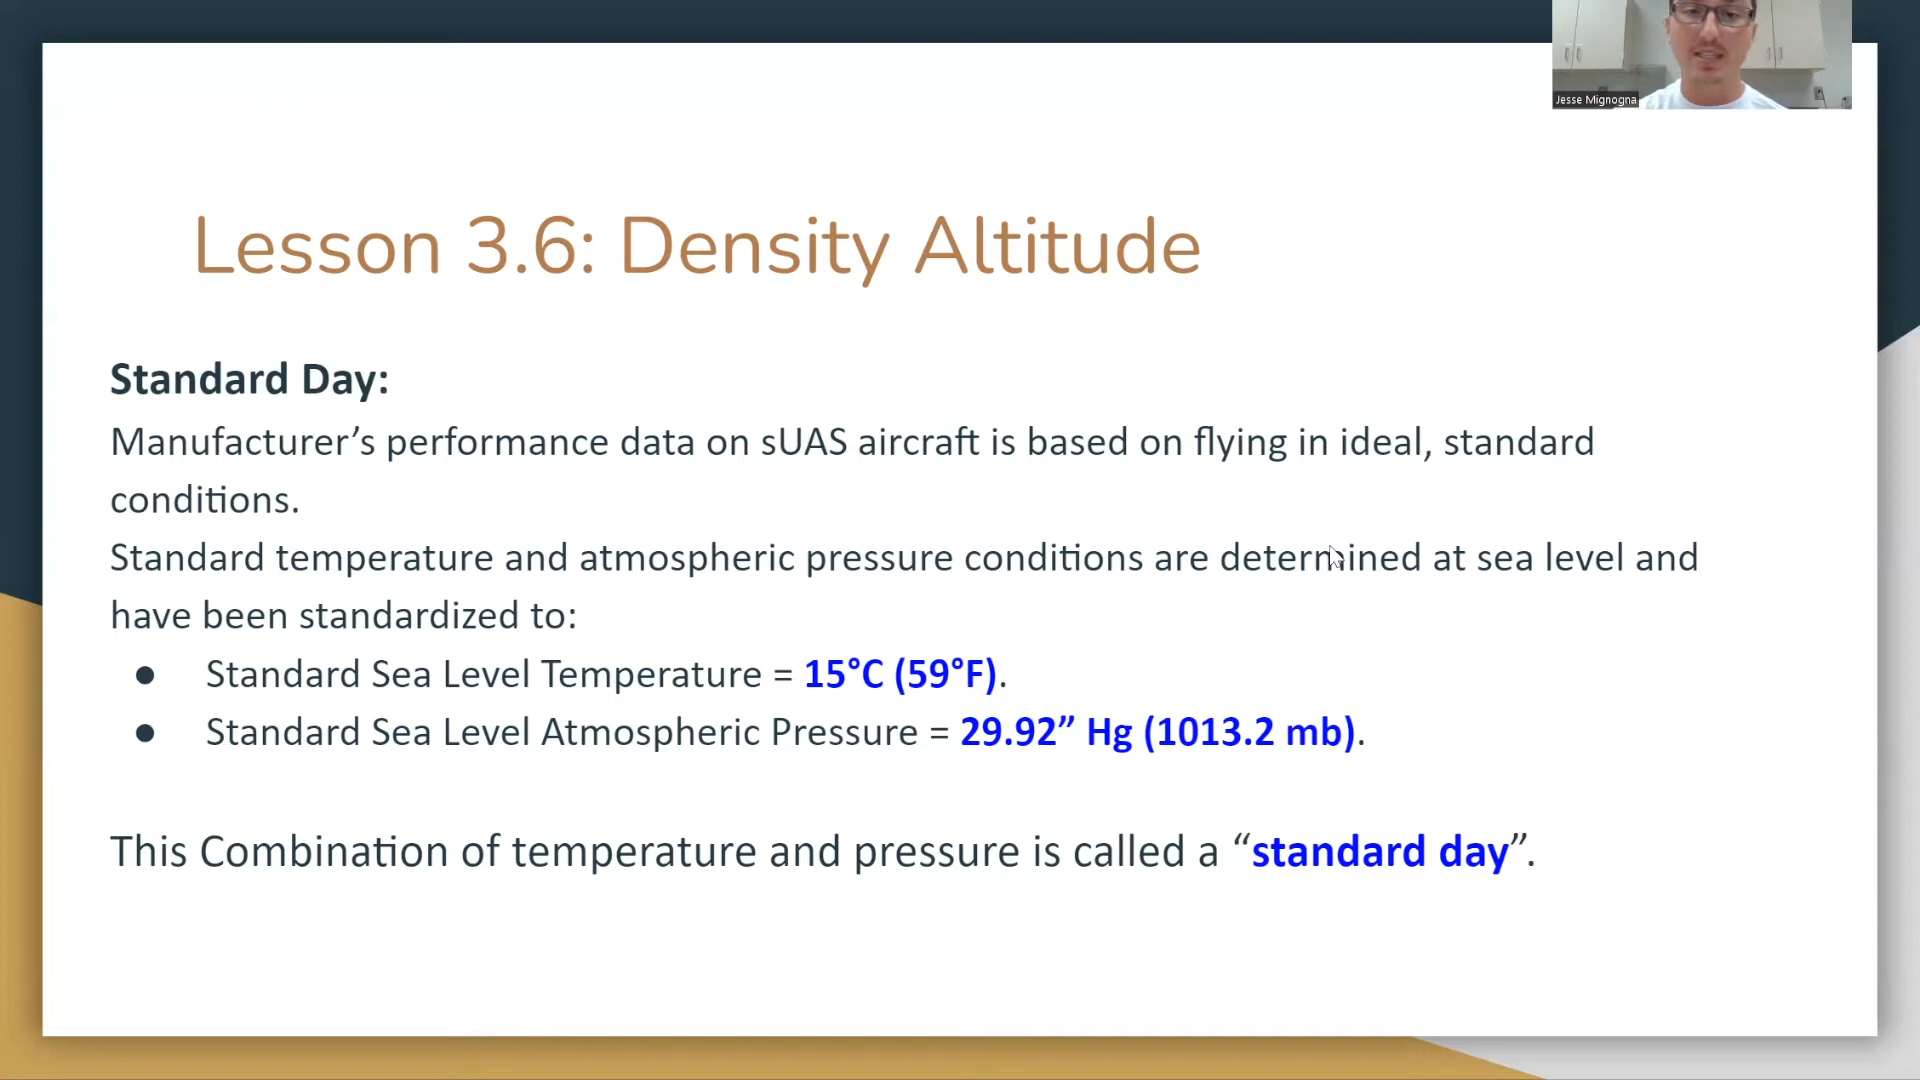 Jesse Mignogna
Lesson 3.6: Density Altitude
Standard Day:
Manufacturer’s performance data on sUAS aircraft is based on flying in ideal, standard
conditions.
Standard temperature and atmospheric pressure conditions are determined at sea level and
have been standardized to:
● Standard Sea Level Temperature = 15°C (59°F).
● Standard Sea Level Atmospheric Pressure = 29.92” Hg (1013.2 mb).
This Combination of temperature and pressure is called a “standard day”.